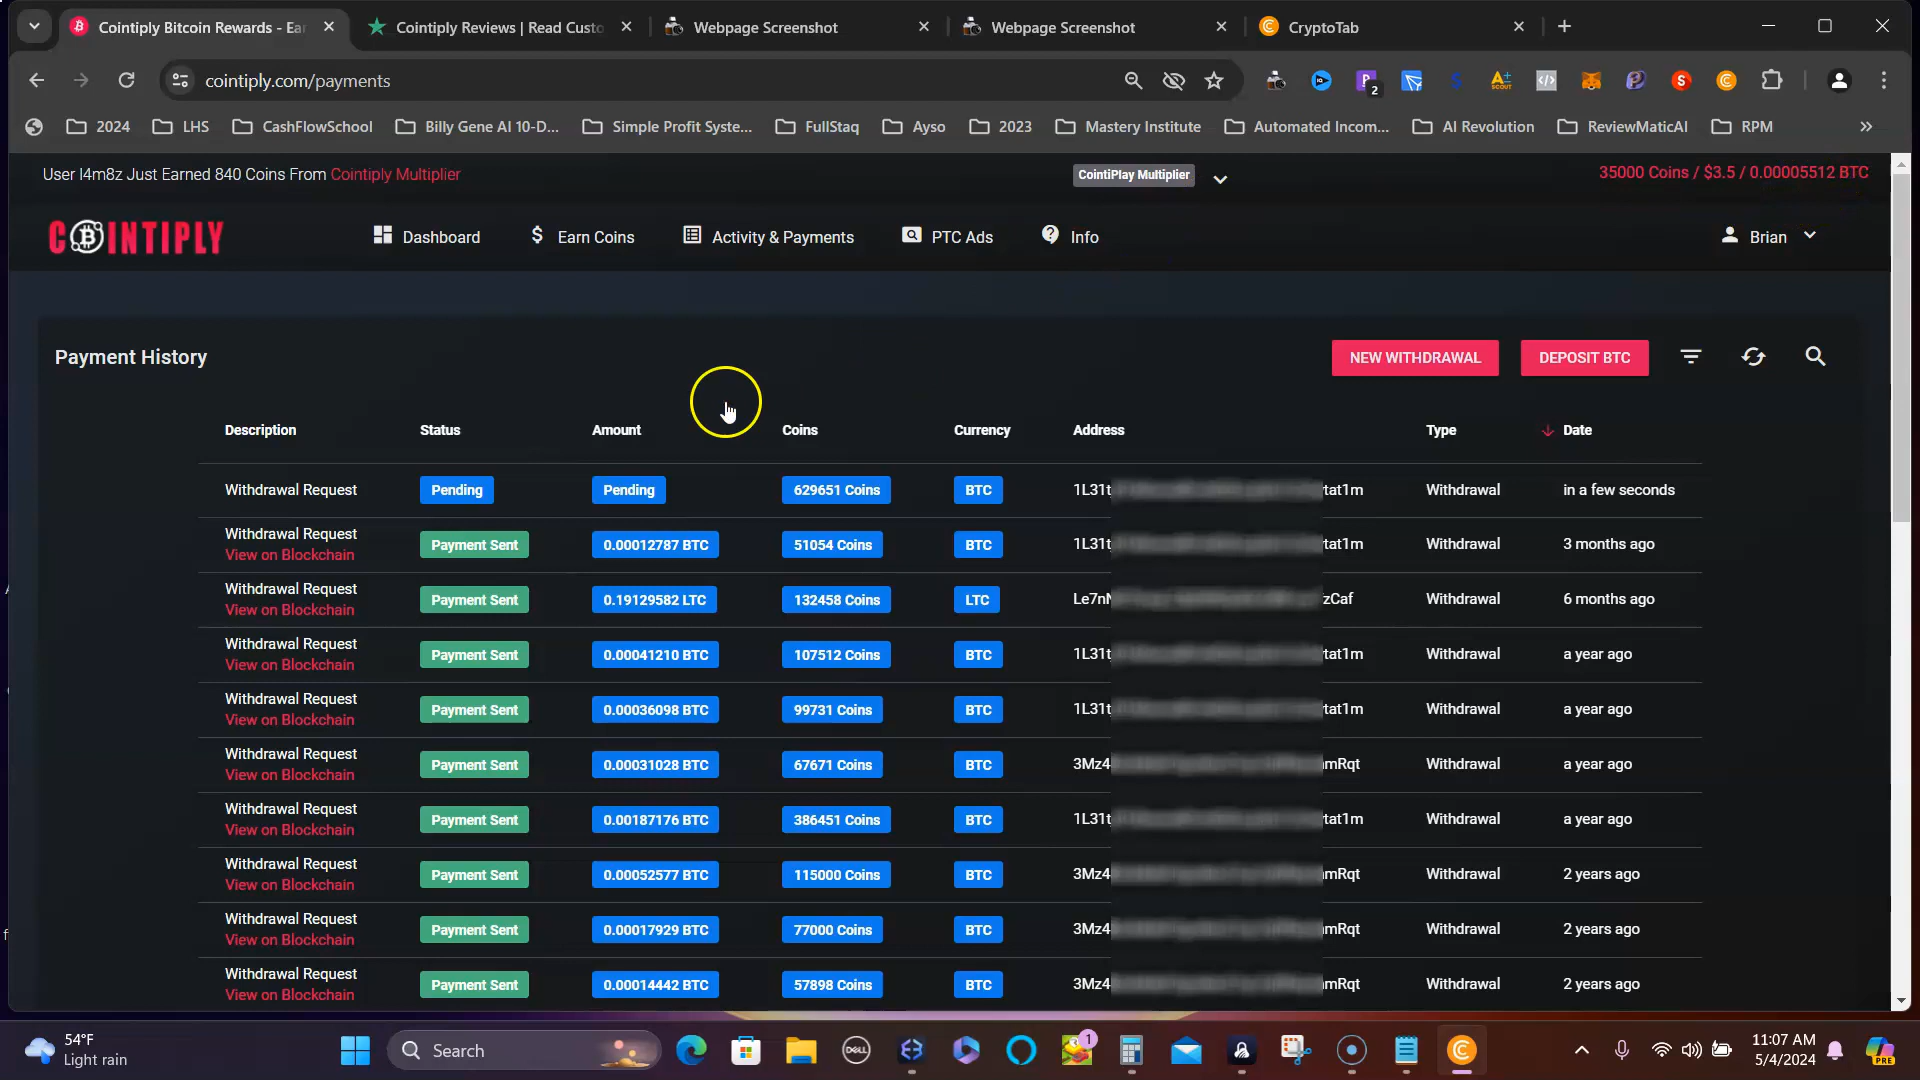 Cointiply Bitcoin Rewards - Ear
Cointiply Reviews | Read Custo
Webpage Screenshot
Webpage Screenshot
CryptoTab
cointiply.com/payments
2
2024
LHS
CashFlowSchool
Billy Gene AI 10-D...
Simple Profit Syste...
FullStaq
Ayso
2023
Mastery Institute
Automated Incom...
AI Revolution
ReviewMaticAI
RPM
User I4m8z Just Earned 840 Coins From Cointiply Multiplier
CointiPlay Multiplier
35000 Coins / $3.5 / 0.00005512 BTC
COINTIPLY
Dashboard
Earn Coins
Activity & Payments
PTC Ads
Info
Brian
Payment History
NEW WITHDRAWAL
DEPOSIT BTC
Description Status Amount Coins Currency Address Type Date
Withdrawal Request Pending Pending 629651 Coins BTC 1L31t tat1m Withdrawal in a few seconds
Withdrawal Request
View on Blockchain
Payment Sent 0.00012787 BTC 51054 Coins BTC 1L31t tat1m Withdrawal 3 months ago
Withdrawal Request
View on Blockchain
Payment Sent 0.19129582 LTC 132458 Coins LTC Le7n zCaf Withdrawal 6 months ago
Withdrawal Request
View on Blockchain
Payment Sent 0.00041210 BTC 107512 Coins BTC 1L31t tat1m Withdrawal a year ago
Withdrawal Request
View on Blockchain
Payment Sent 0.00036098 BTC 99731 Coins BTC 1L31t tat1m Withdrawal a year ago
Withdrawal Request
View on Blockchain
Payment Sent 0.00031028 BTC 67671 Coins BTC 3Mz4 mRqt Withdrawal a year ago
Withdrawal Request
View on Blockchain
Payment Sent 0.00187176 BTC 386451 Coins BTC 1L31t tat1m Withdrawal a year ago
Withdrawal Request
View on Blockchain
Payment Sent 0.00052577 BTC 115000 Coins BTC 3Mz4 mRqt Withdrawal 2 years ago
Withdrawal Request
View on Blockchain
Payment Sent 0.00017929 BTC 77000 Coins BTC 3Mz4 mRqt Withdrawal 2 years ago
Withdrawal Request
View on Blockchain
Payment Sent 0.00014442 BTC 57898 Coins BTC 3Mz4 mRqt Withdrawal 2 years ago
54°F
Light rain
Search
DELL
1
11:07 AM
5/4/2024
PRE